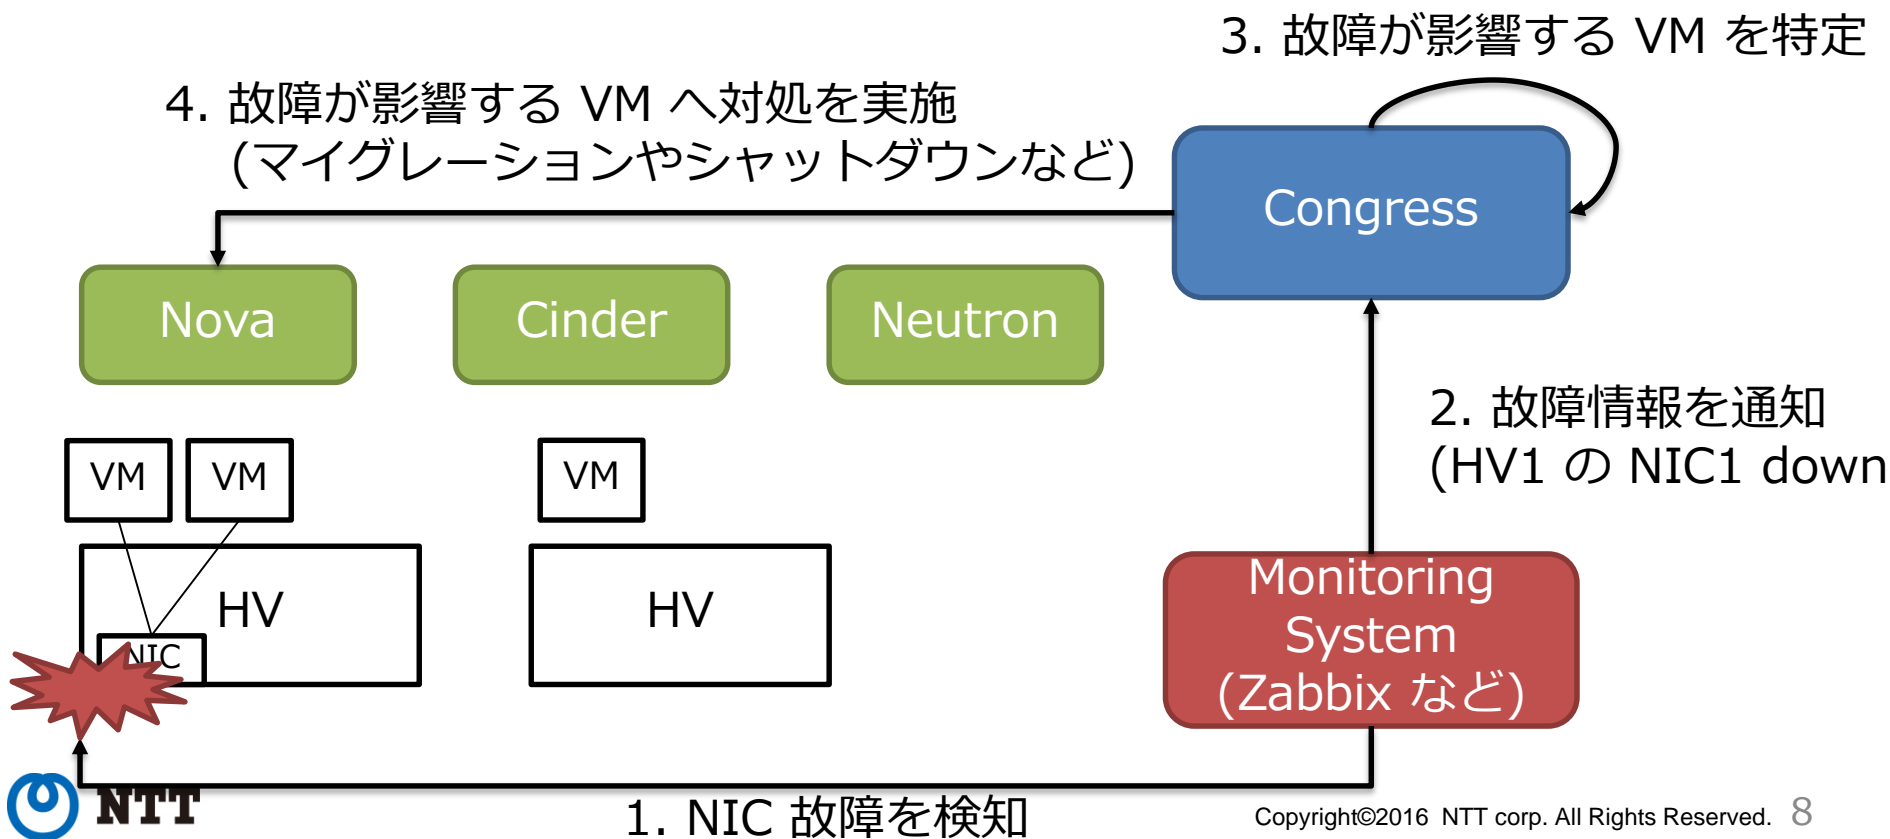 3. 故障が影響する VM を特定
4. 故障が影響する VM へ対処を実施
(マイグレーションやシャットダウンなど)
Congress
Nova
Cinder
Neutron
2. 故障情報を通知
(HV1 の NIC1 down
VM
VM
VM
HV
HV
NIC
Monitoring
System
(Zabbix など)
1. NIC 故障を検知
NTT
Copyright©2016 NTT corp. All Rights Reserved. 8